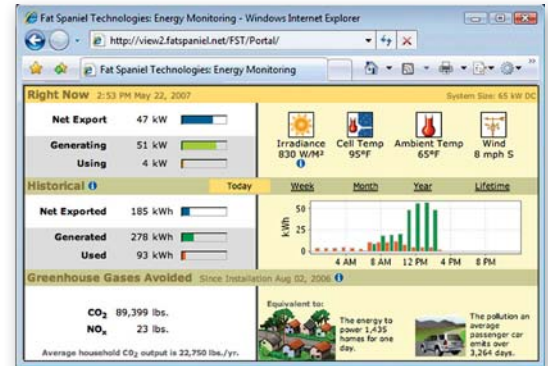 Fat Spaniel Technologies: Energy Monitoring - Windows Internet Explorer
http://view2.fatspaniel.net/FST/Portal/
Fat Spaniel Technologies: Energy Monitoring
Right Now 2:53 PM May 22, 2007
System Size: 65 kW DC
Net Export 47 kW
Generating 51 kW
Using 4 kW
Irradiance Cell Temp Ambient Temp Wind
830 W/M² 95°F 65°F 8 mph S
Historical Today Week Month Year Lifetime
Net Exported 185 kWh
Generated 278 kWh
Used 93 kWh
kWh
50
25
0
4 AM 8 AM 12 PM 4 PM 8 PM
Greenhouse Gases Avoided Since Installation Aug 02, 2006
CO₂ 89,399 lbs.
NOₓ 23 lbs.
Average household CO₂ output is 22,750 lbs./yr.
Equivalent to:
The energy to
power 1,435
homes for one
day.
The pollution an
average
passenger car
emits over
3,264 days.